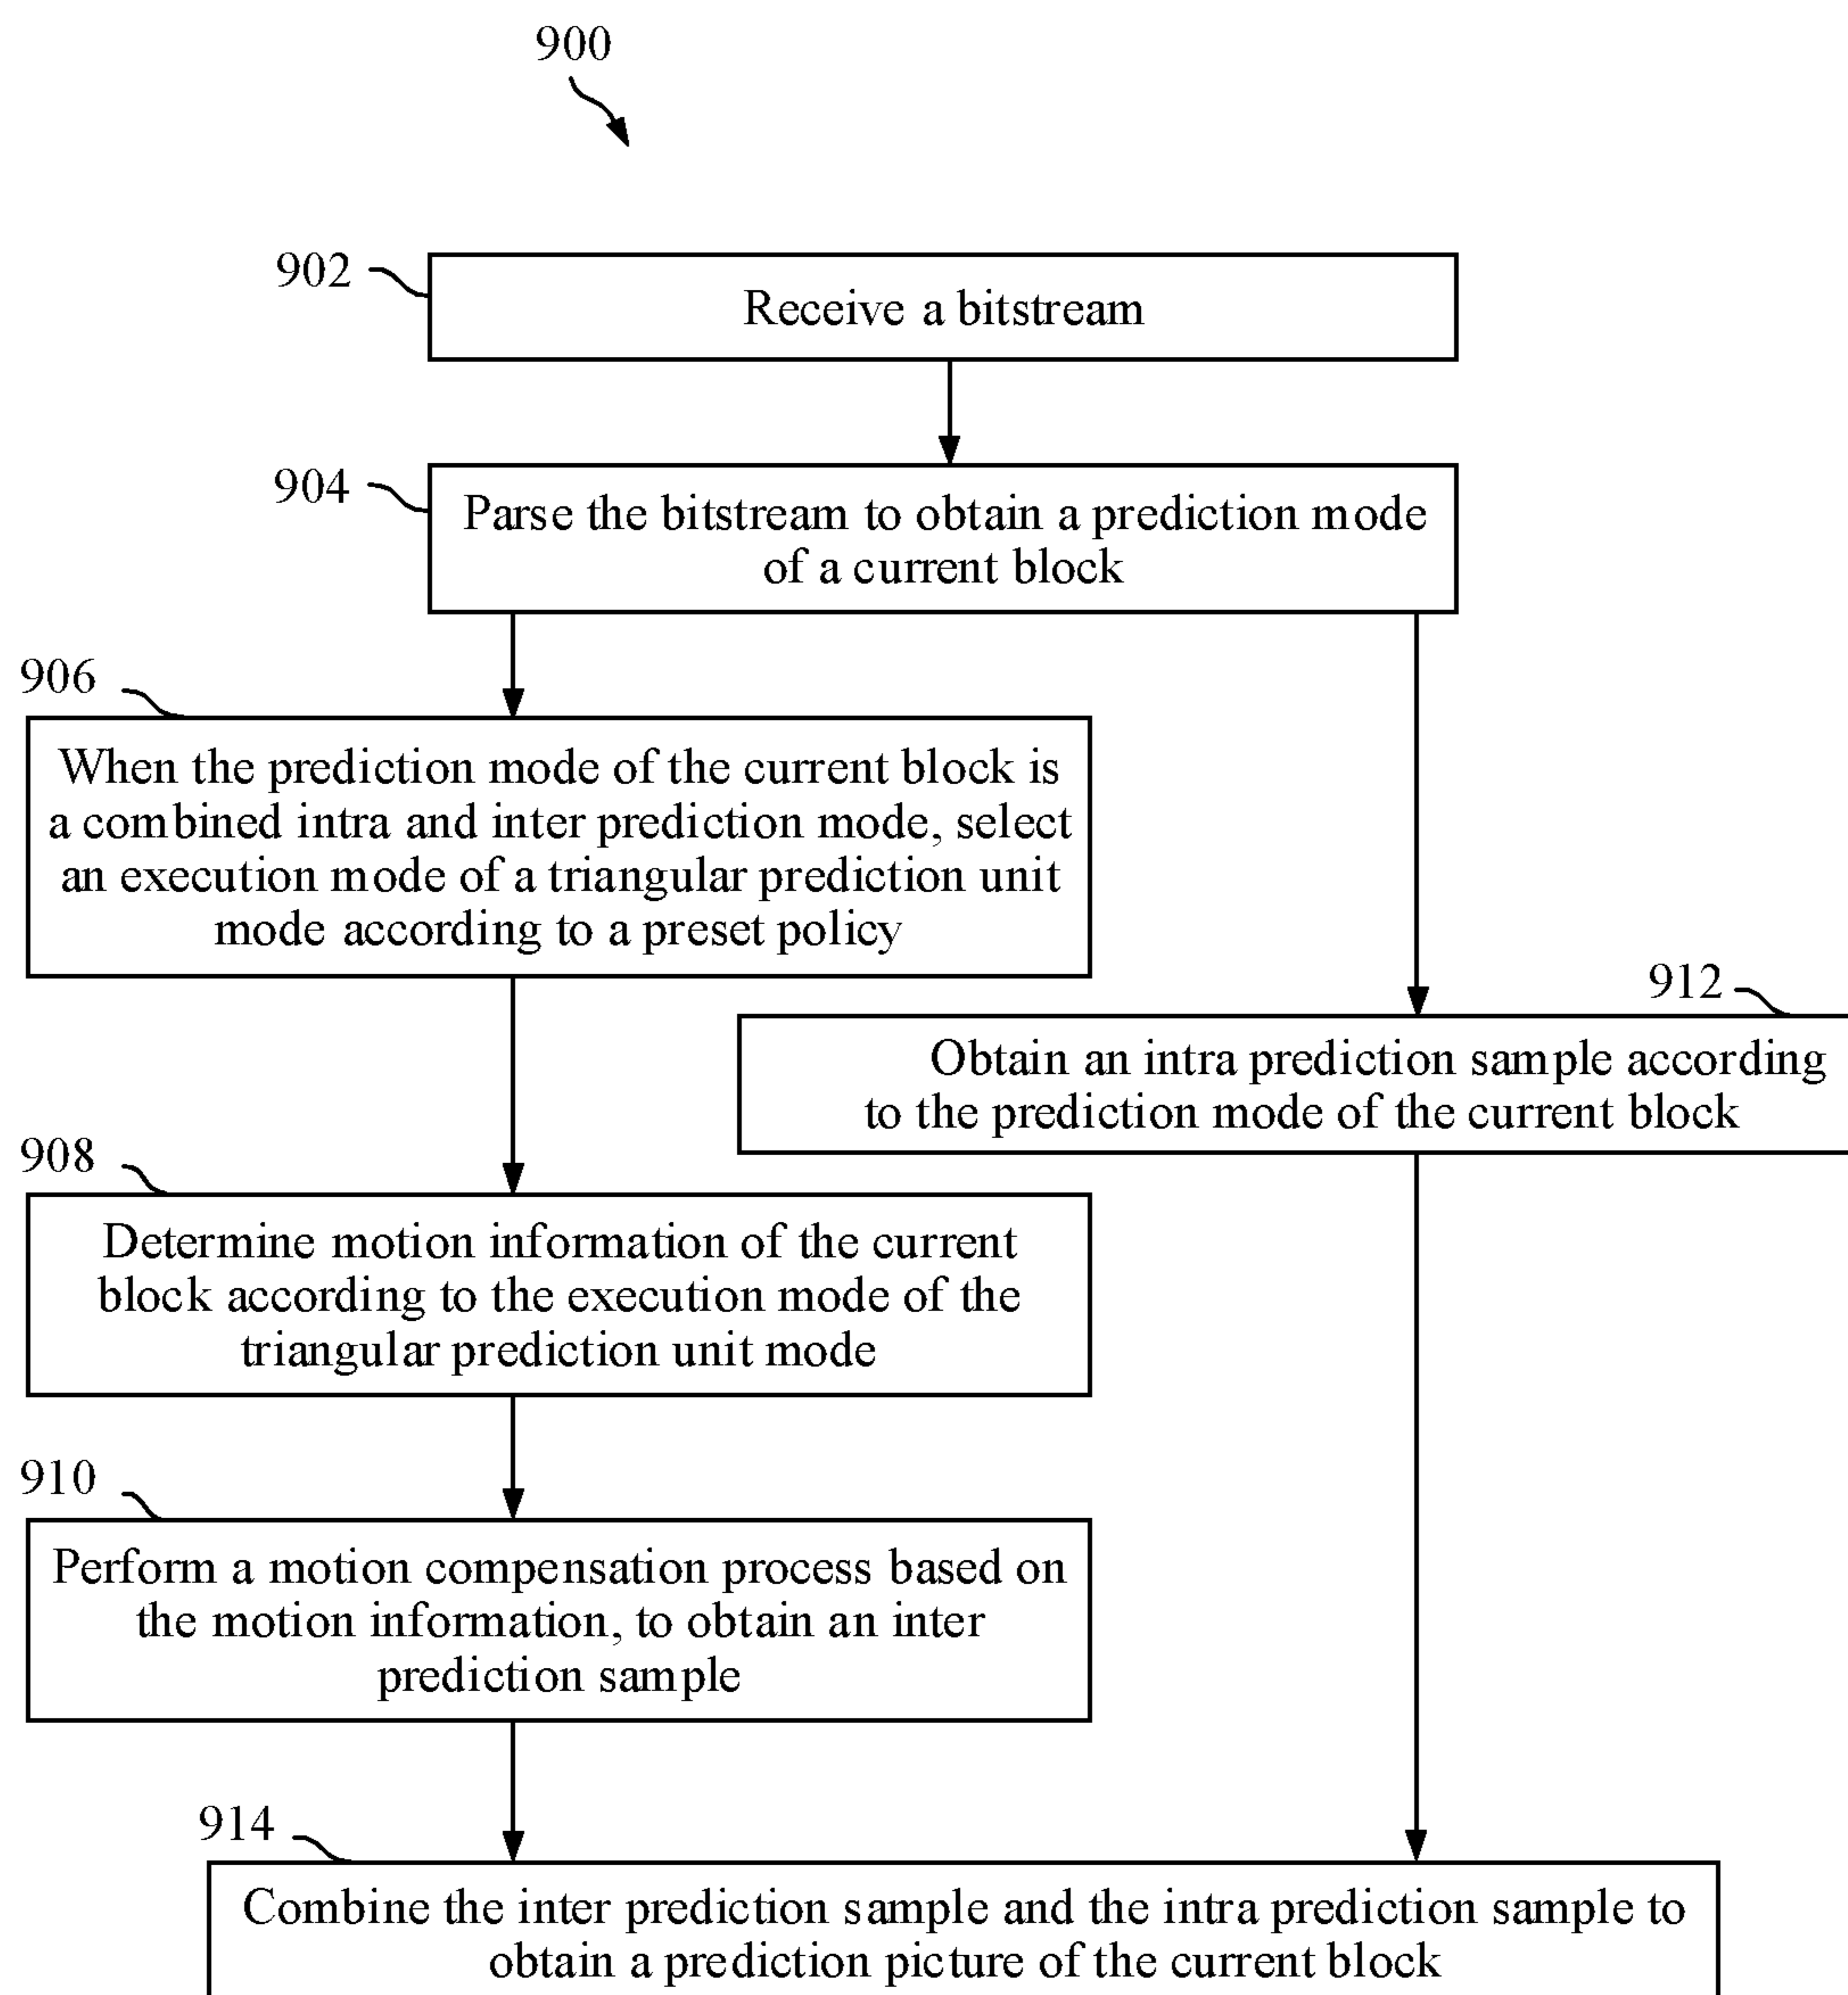 900
902
Receive a bitstream
904
Parse the bitstream to obtain a prediction mode
of a current block
906
When the prediction mode of the current block is
a combined intra and inter prediction mode, select
an execution mode of a triangular prediction unit
mode according to a preset policy
912
Obtain an intra prediction sample according
to the prediction mode of the current block
908
Determine motion information of the current
block according to the execution mode of the
triangular prediction unit mode
910
Perform a motion compensation process based on
the motion information, to obtain an inter
prediction sample
914
Combine the inter prediction sample and the intra prediction sample to
obtain a prediction picture of the current block